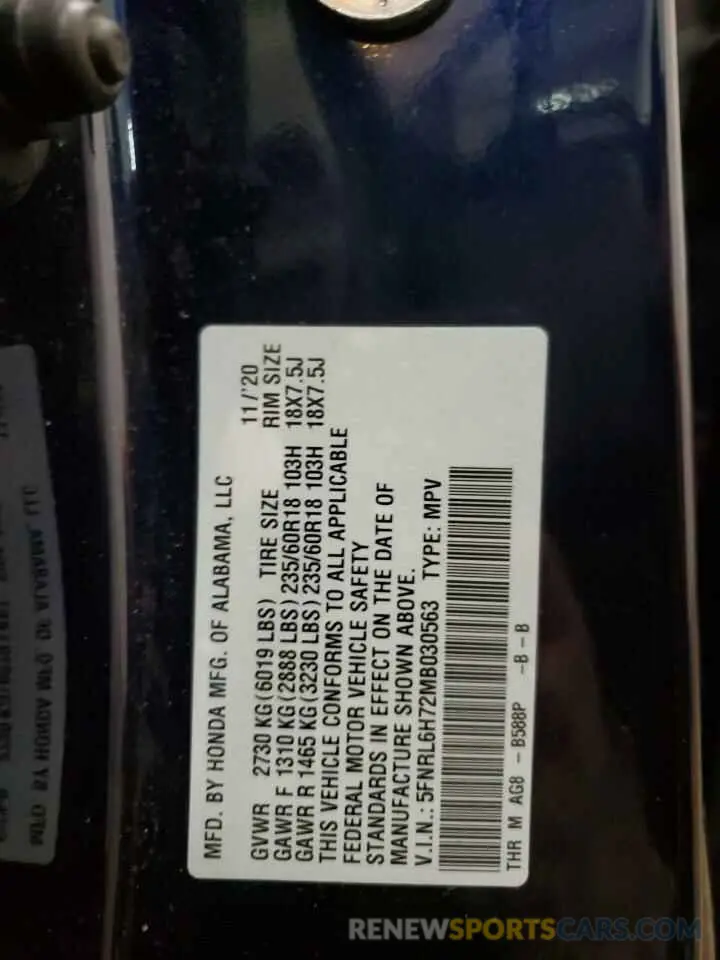 MFD. BY HONDA MFG. OF ALABAMA, LLC
11/'20
GVWR 2730 KG(6019 LBS) TIRE SIZE RIM SIZE
GAWR F 1310 KG(2888 LBS) 235/60R18 103H 18X7.5J
GAWR R 1465 KG(3230 LBS) 235/60R18 103H 18X7.5J
THIS VEHICLE CONFORMS TO ALL APPLICABLE
FEDERAL MOTOR VEHICLE SAFETY
STANDARDS IN EFFECT ON THE DATE OF
MANUFACTURE SHOWN ABOVE.
V.I.N.: 5FNRL6H72MB030563 TYPE: MPV
THR M AG8 - B588P -B - B
RENEWSPORTSCARS.COM